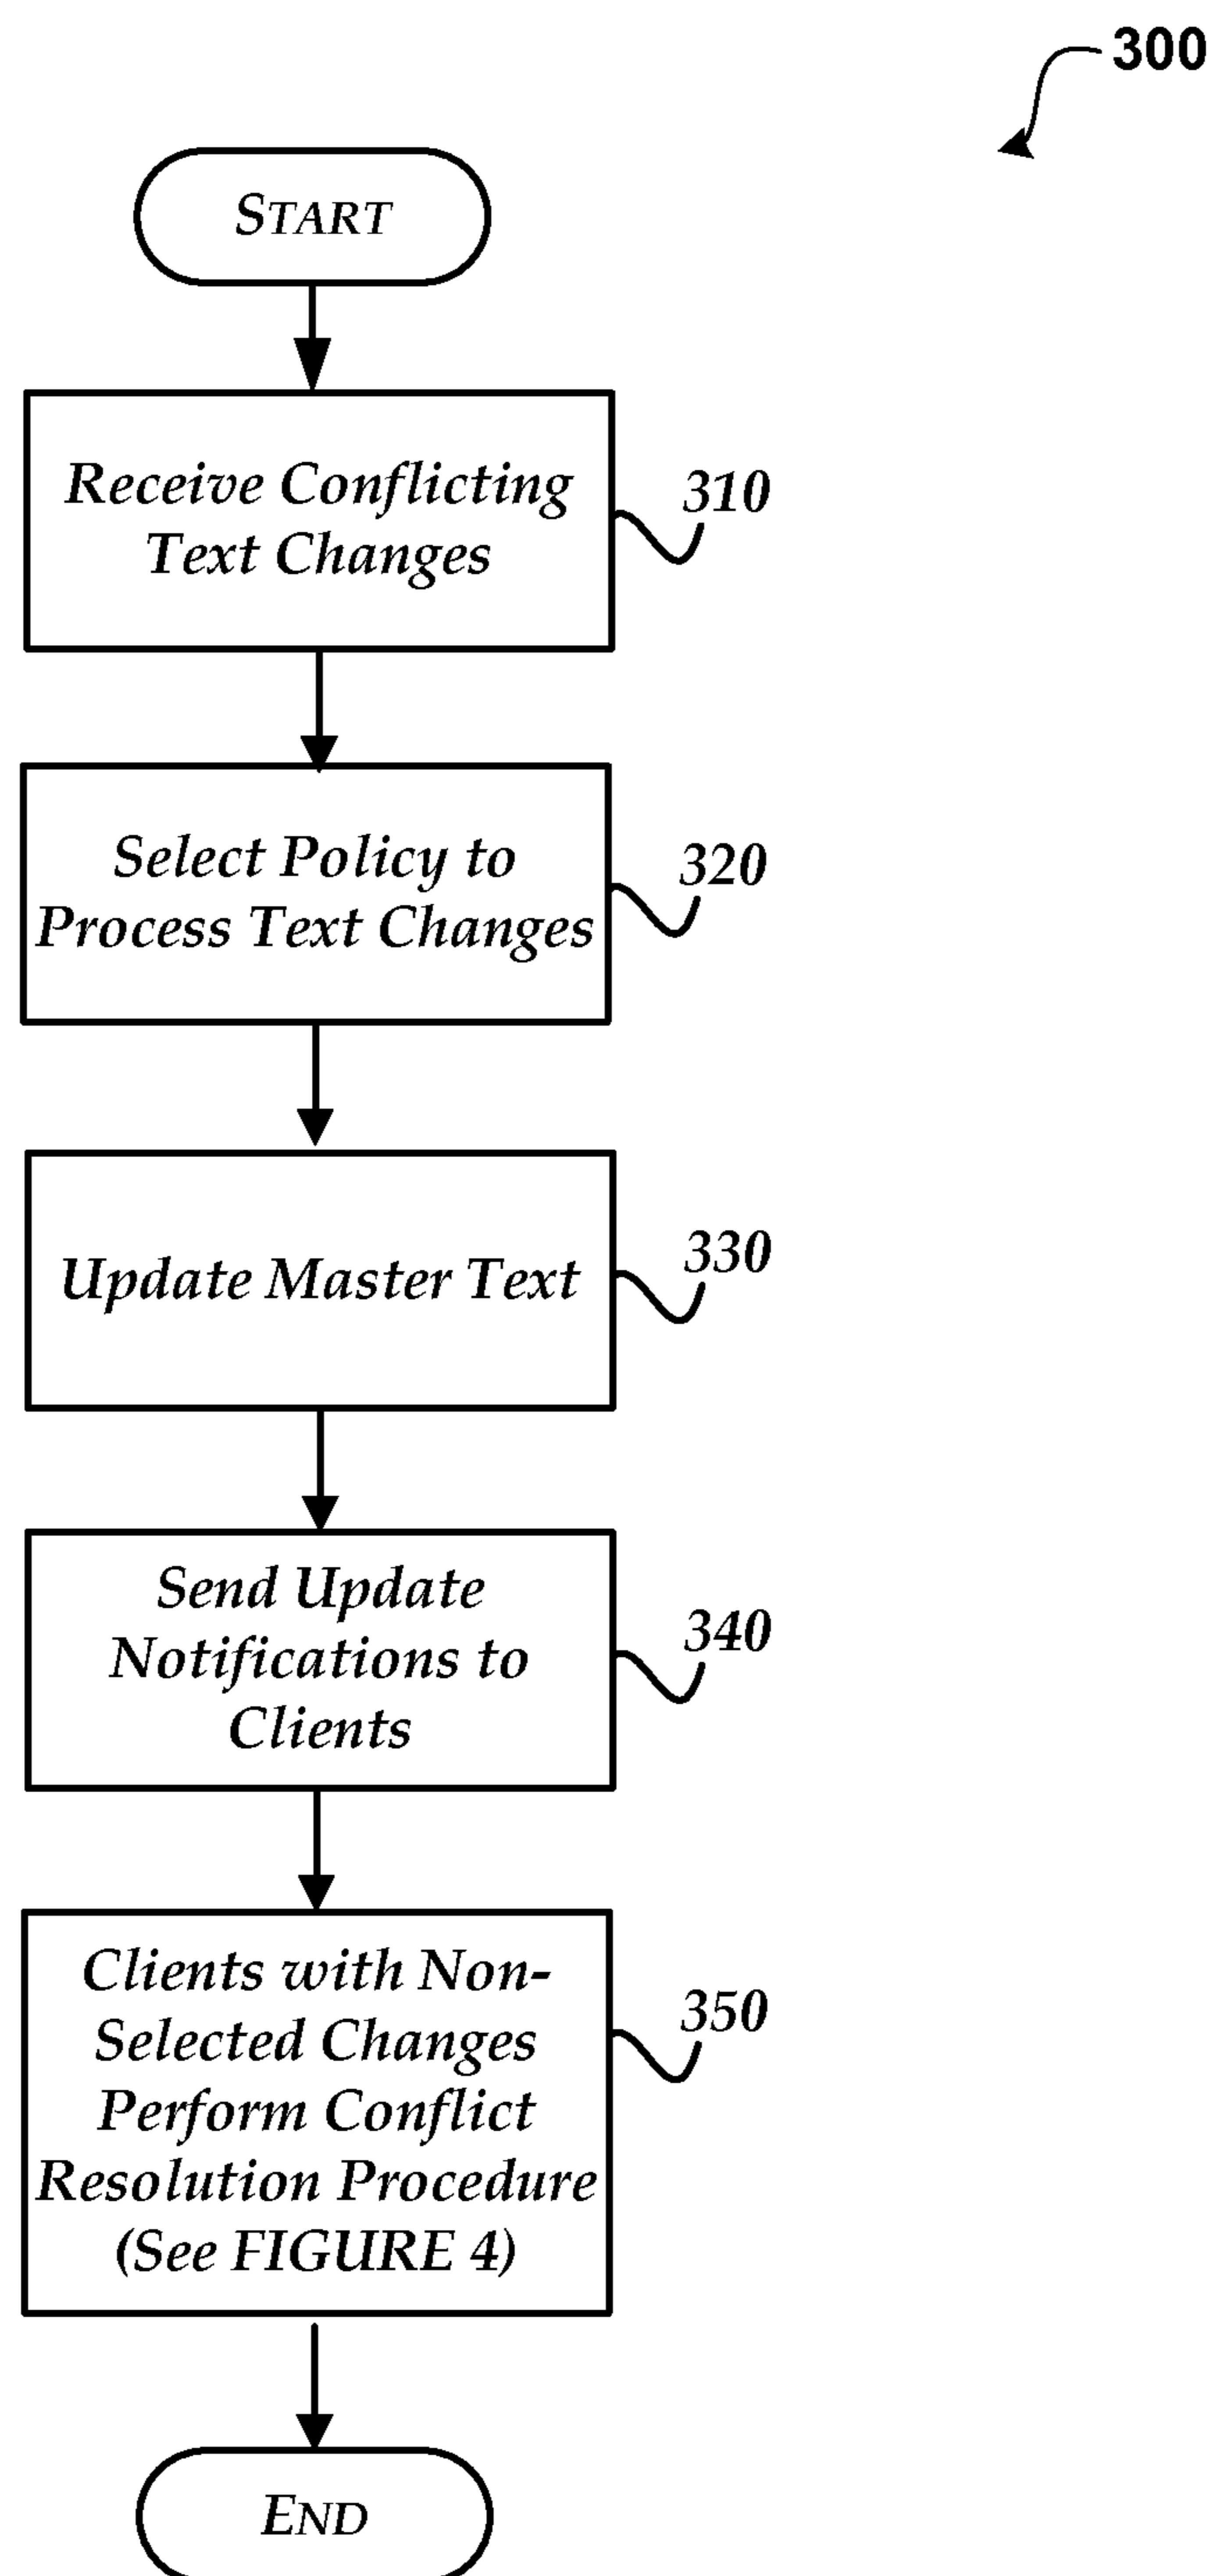 300
START
Receive Conflicting
Text Changes
310
Select Policy to
Process Text Changes
320
Update Master Text
330
Send Update
Notifications to
Clients
340
Clients with Non-
Selected Changes
Perform Conflict
Resolution Procedure
(See FIGURE 4)
350
END